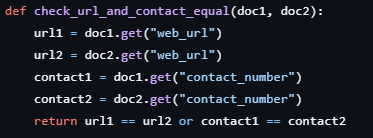 def check_url_and_contact_equal(doc1, doc2):
    url1 = doc1.get("web_url")
    url2 = doc2.get("web_url")
    contact1 = doc1.get("contact_number")
    contact2 = doc2.get("contact_number")
    return url1 == url2 or contact1 == contact2